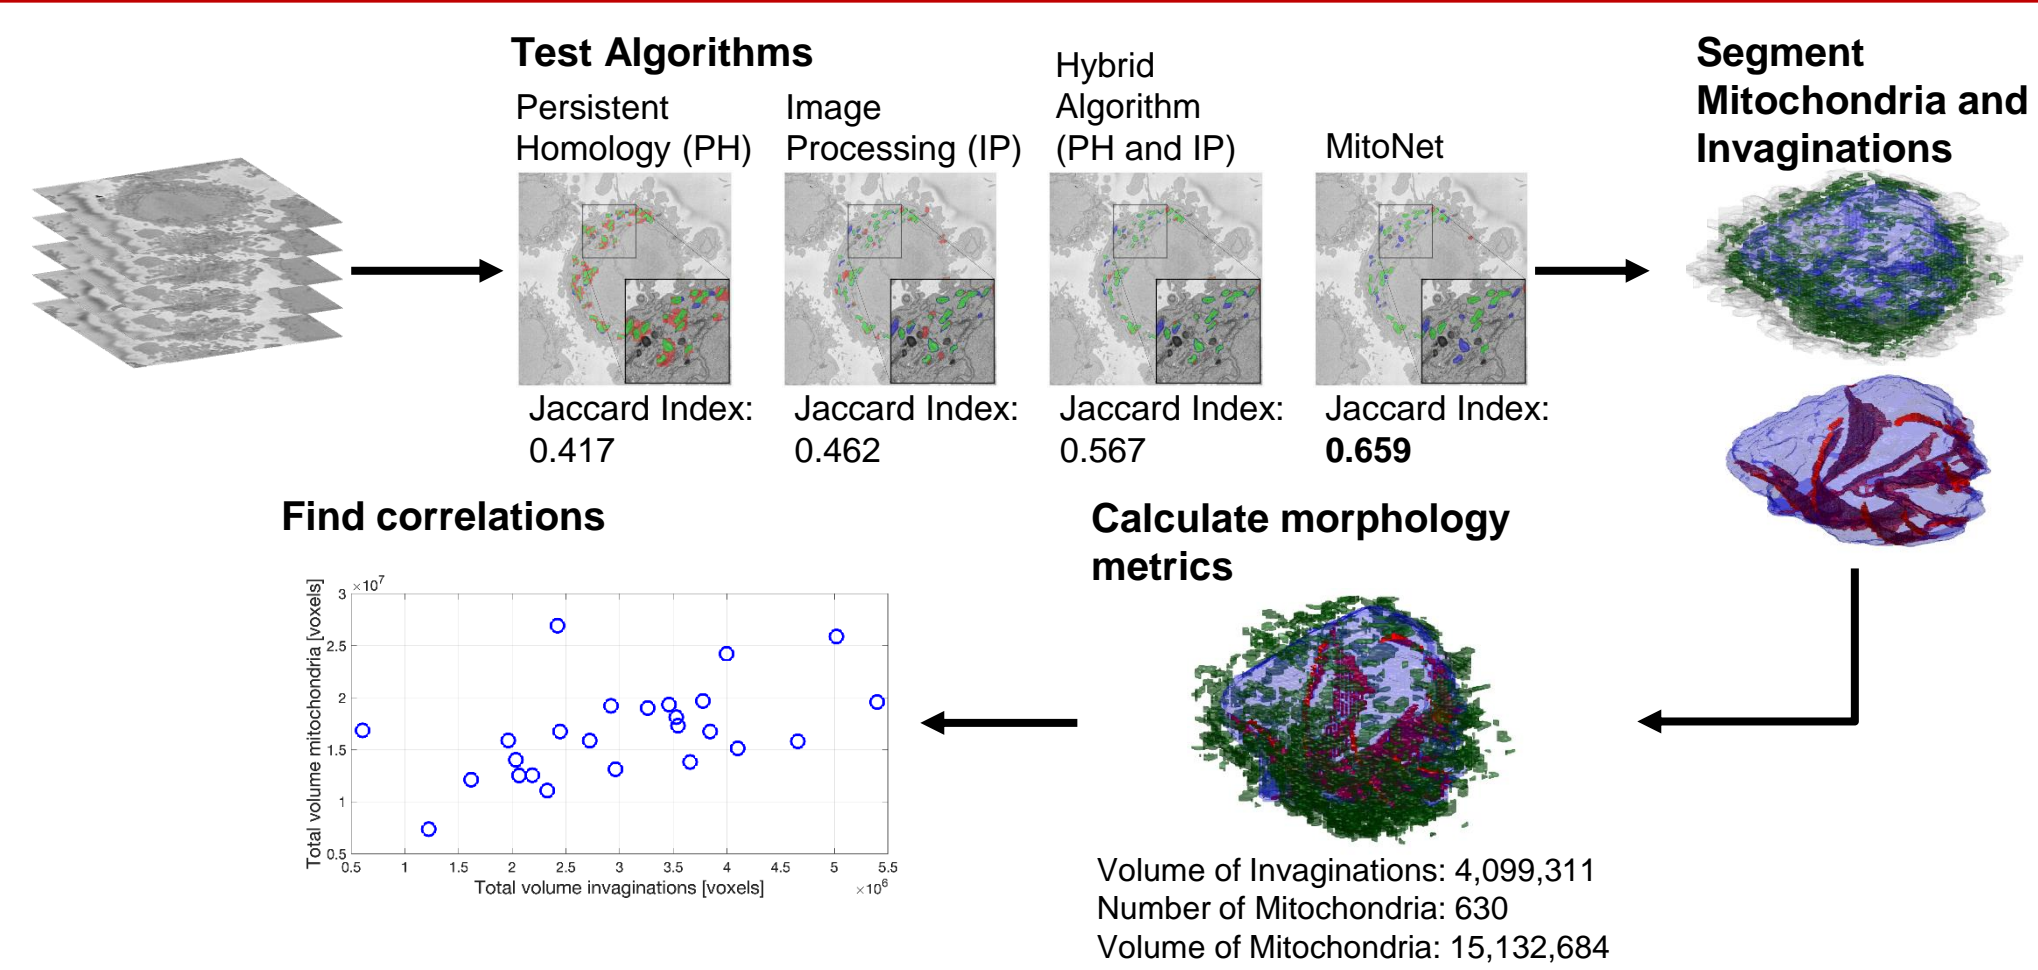 Test Algorithms
Persistent
Homology (PH)
Image
Processing (IP)
Hybrid
Algorithm
(PH and IP)
MitoNet
Jaccard Index:
0.417
Jaccard Index:
0.462
Jaccard Index:
0.567
Jaccard Index:
0.659
Segment
Mitochondria and
Invaginations
Calculate morphology
metrics
Volume of Invaginations: 4,099,311
Number of Mitochondria: 630
Volume of Mitochondria: 15,132,684
Find correlations
×10⁷
Total volume mitochondria [voxels]
3
2.5
2
1.5
1
0.5
0.5 1 1.5 2 2.5 3 3.5 4 4.5 5 5.5
Total volume invaginations [voxels]
×10⁶